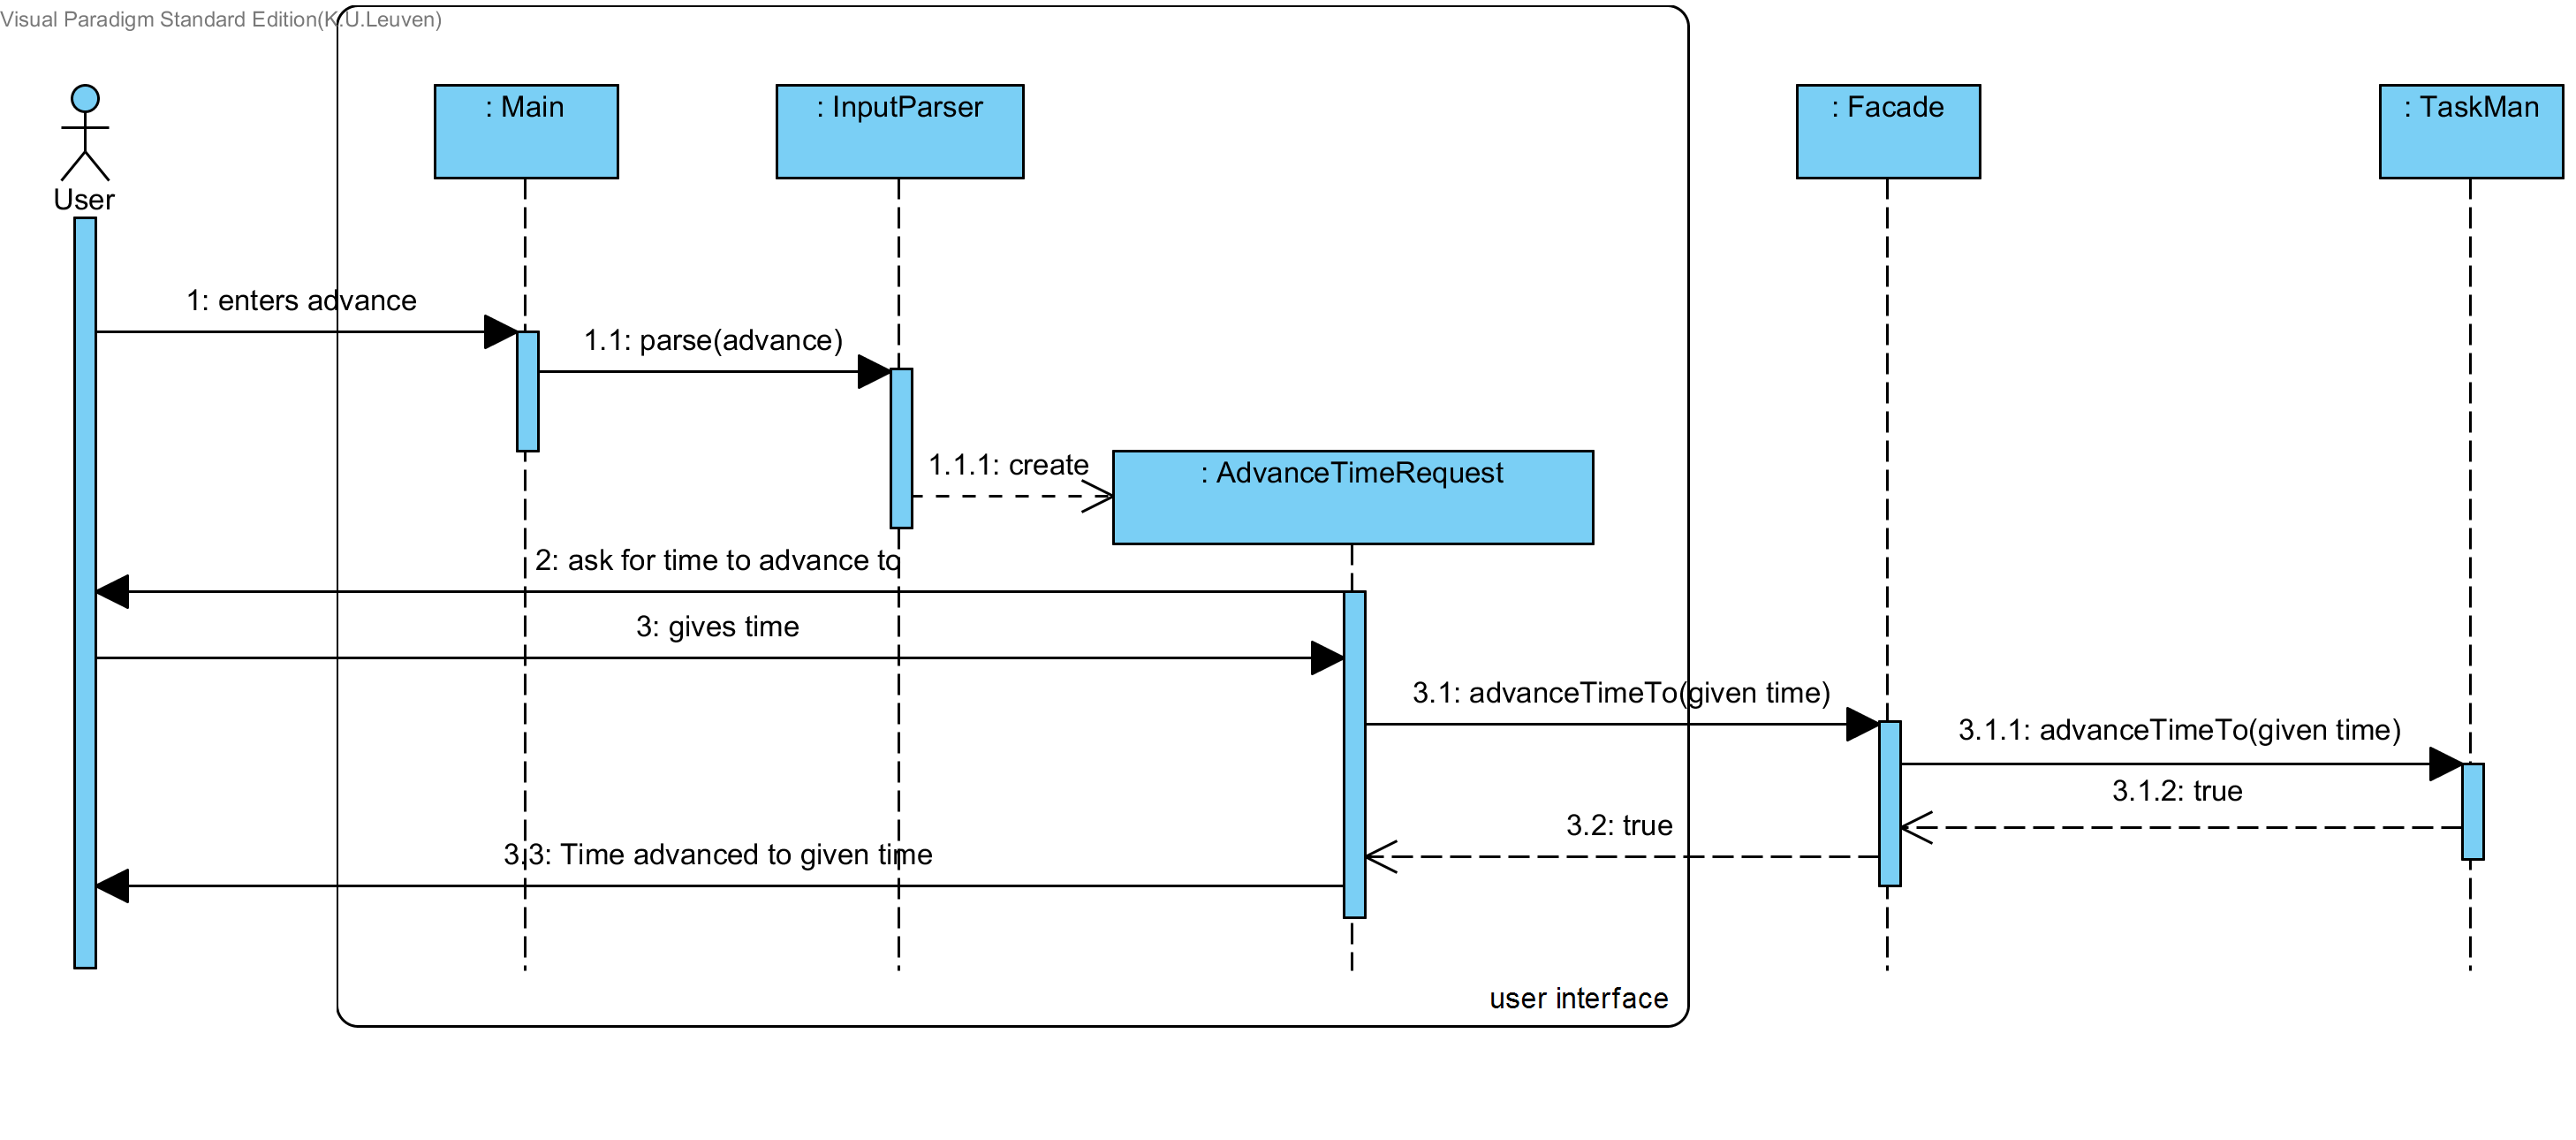 Visual Paradigm Standard Edition(K.U.Leuven)
: Main
: InputParser
: Facade
: TaskMan
User
1: enters advance
1.1: parse(advance)
1.1.1: create
: AdvanceTimeRequest
2: ask for time to advance to
3: gives time
3.1: advanceTimeTo(given time)
3.1.1: advanceTimeTo(given time)
3.1.2: true
3.2: true
3.3: Time advanced to given time
user interface